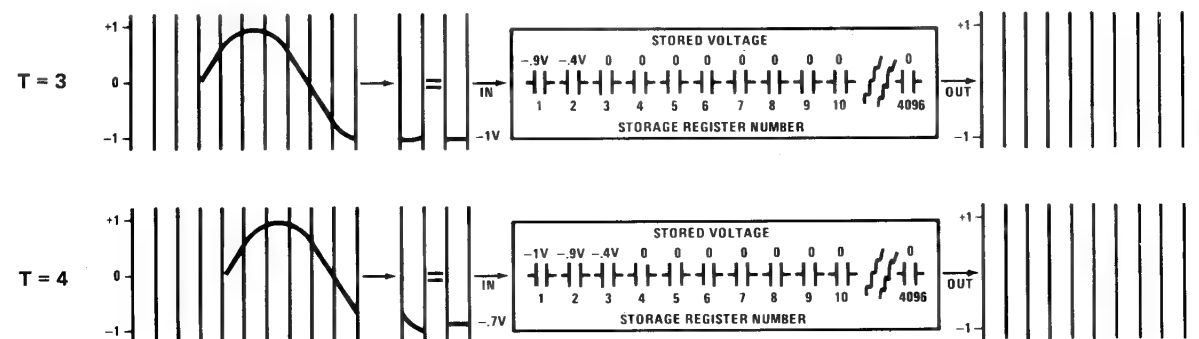 T = 3
+1
0
-1
-1V
IN
STORED VOLTAGE
-.9V -.4V 0 0 0 0 0 0 0 0 0
1 2 3 4 5 6 7 8 9 10 4096
STORAGE REGISTER NUMBER
OUT
+1
-1
T = 4
+1
0
-1
-.7V
IN
STORED VOLTAGE
-1V -.9V -.4V 0 0 0 0 0 0 0 0
1 2 3 4 5 6 7 8 9 10 4096
STORAGE REGISTER NUMBER
OUT
+1
-1